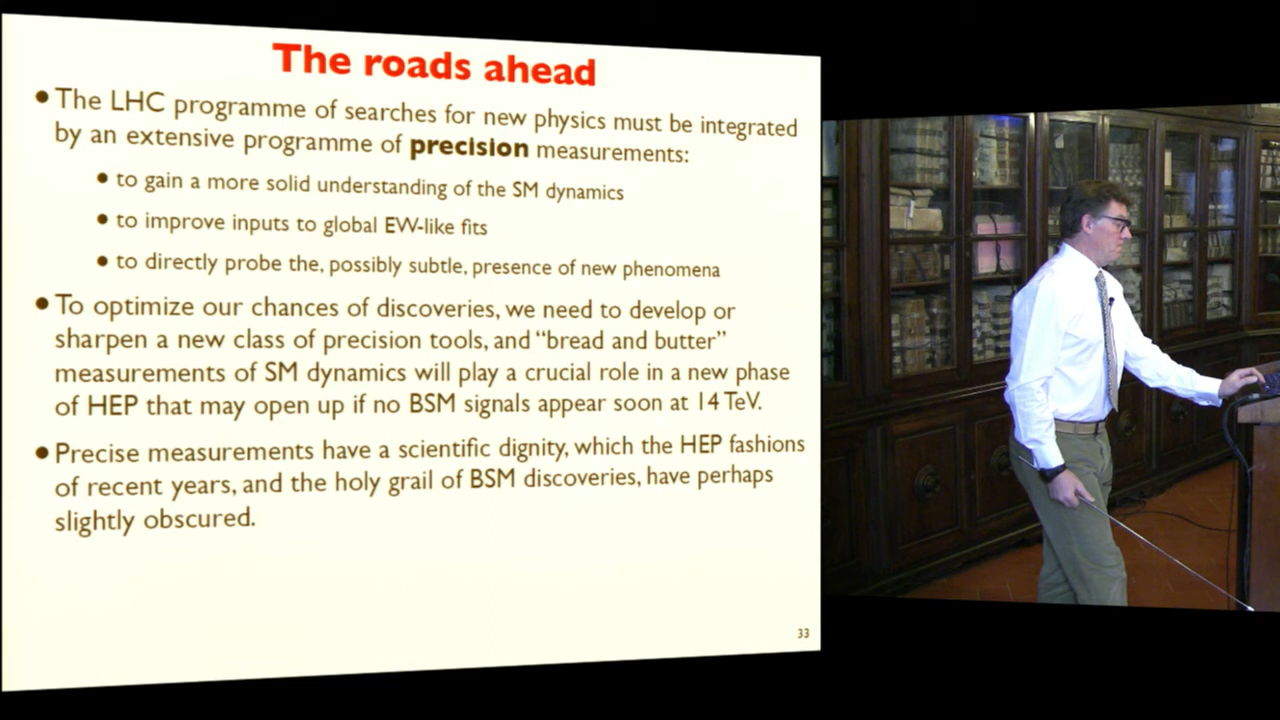 The roads ahead
• The LHC programme of searches for new physics must be integrated
by an extensive programme of precision measurements:
• to gain a more solid understanding of the SM dynamics
• to improve inputs to global EW-like fits
• to directly probe the, possibly subtle, presence of new phenomena
• To optimize our chances of discoveries, we need to develop or
sharpen a new class of precision tools, and “bread and butter”
measurements of SM dynamics will play a crucial role in a new phase
of HEP that may open up if no BSM signals appear soon at 14 TeV.
• Precise measurements have a scientific dignity, which the HEP fashions
of recent years, and the holy grail of BSM discoveries, have perhaps
slightly obscured.
33